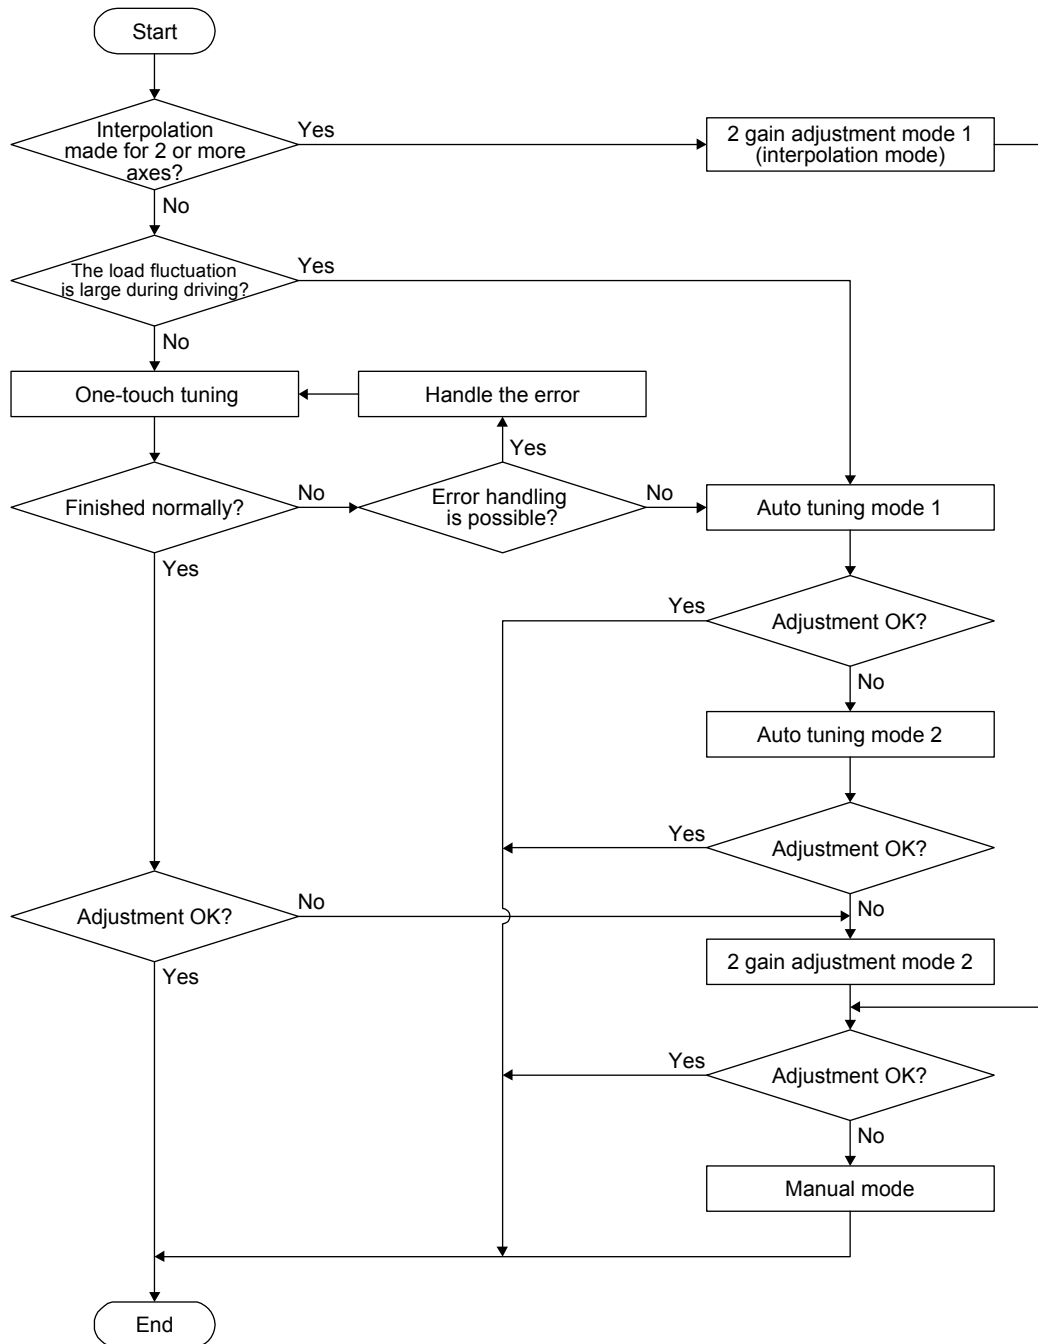 Start
Interpolation
made for 2 or more
axes?
Yes
2 gain adjustment mode 1
(interpolation mode)
No
The load fluctuation
is large during driving?
Yes
No
One-touch tuning
Handle the error
Yes
Finished normally?
No
Error handling
is possible?
No
Auto tuning mode 1
Yes
Yes
Adjustment OK?
No
Auto tuning mode 2
Yes
Adjustment OK?
No
Adjustment OK?
No
Yes
2 gain adjustment mode 2
Yes
Adjustment OK?
No
Manual mode
End